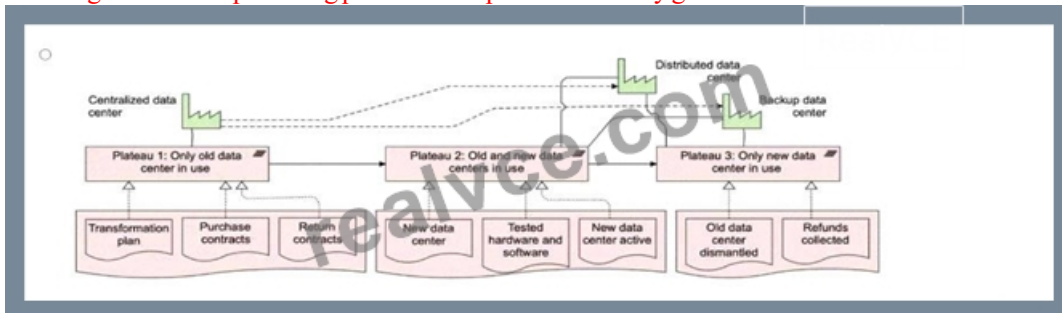 Distributed data
center
Centralized data
center
Backup data
center
Plateau 1: Only old data
center in use
Plateau 2: Old and new data
centers in use
Plateau 3: Only new data
center in use
Transformation
plan
Purchase
contracts
Return
contracts
New data
center
Tested
hardware and
software
New data
center active
Old data
center
dismantled
Refunds
collected
realvce.com